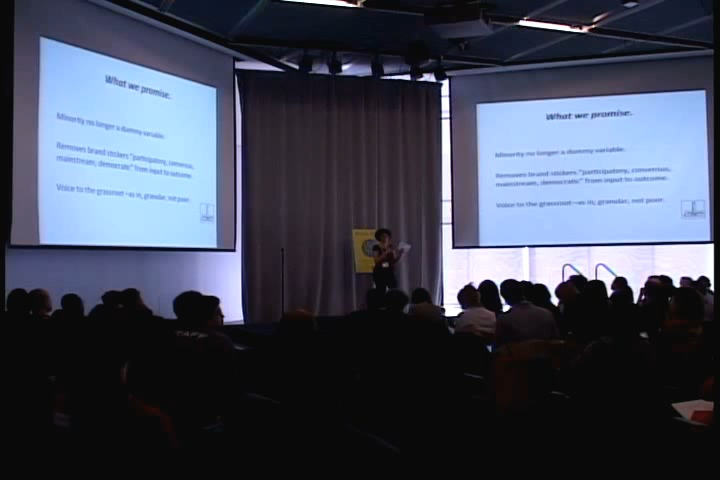 What we promise.
Minority no longer a dummy variable.
Removes brand stickers "participatory, consensus,
mainstream, democratic" from input to outcome.
Voice to the grassroot—as in, granular, not poor.
What we promise.
Minority no longer a dummy variable.
Removes brand stickers "participatory, consensus,
mainstream, democratic" from input to outcome.
Voice to the grassroot—as in, granular, not poor.